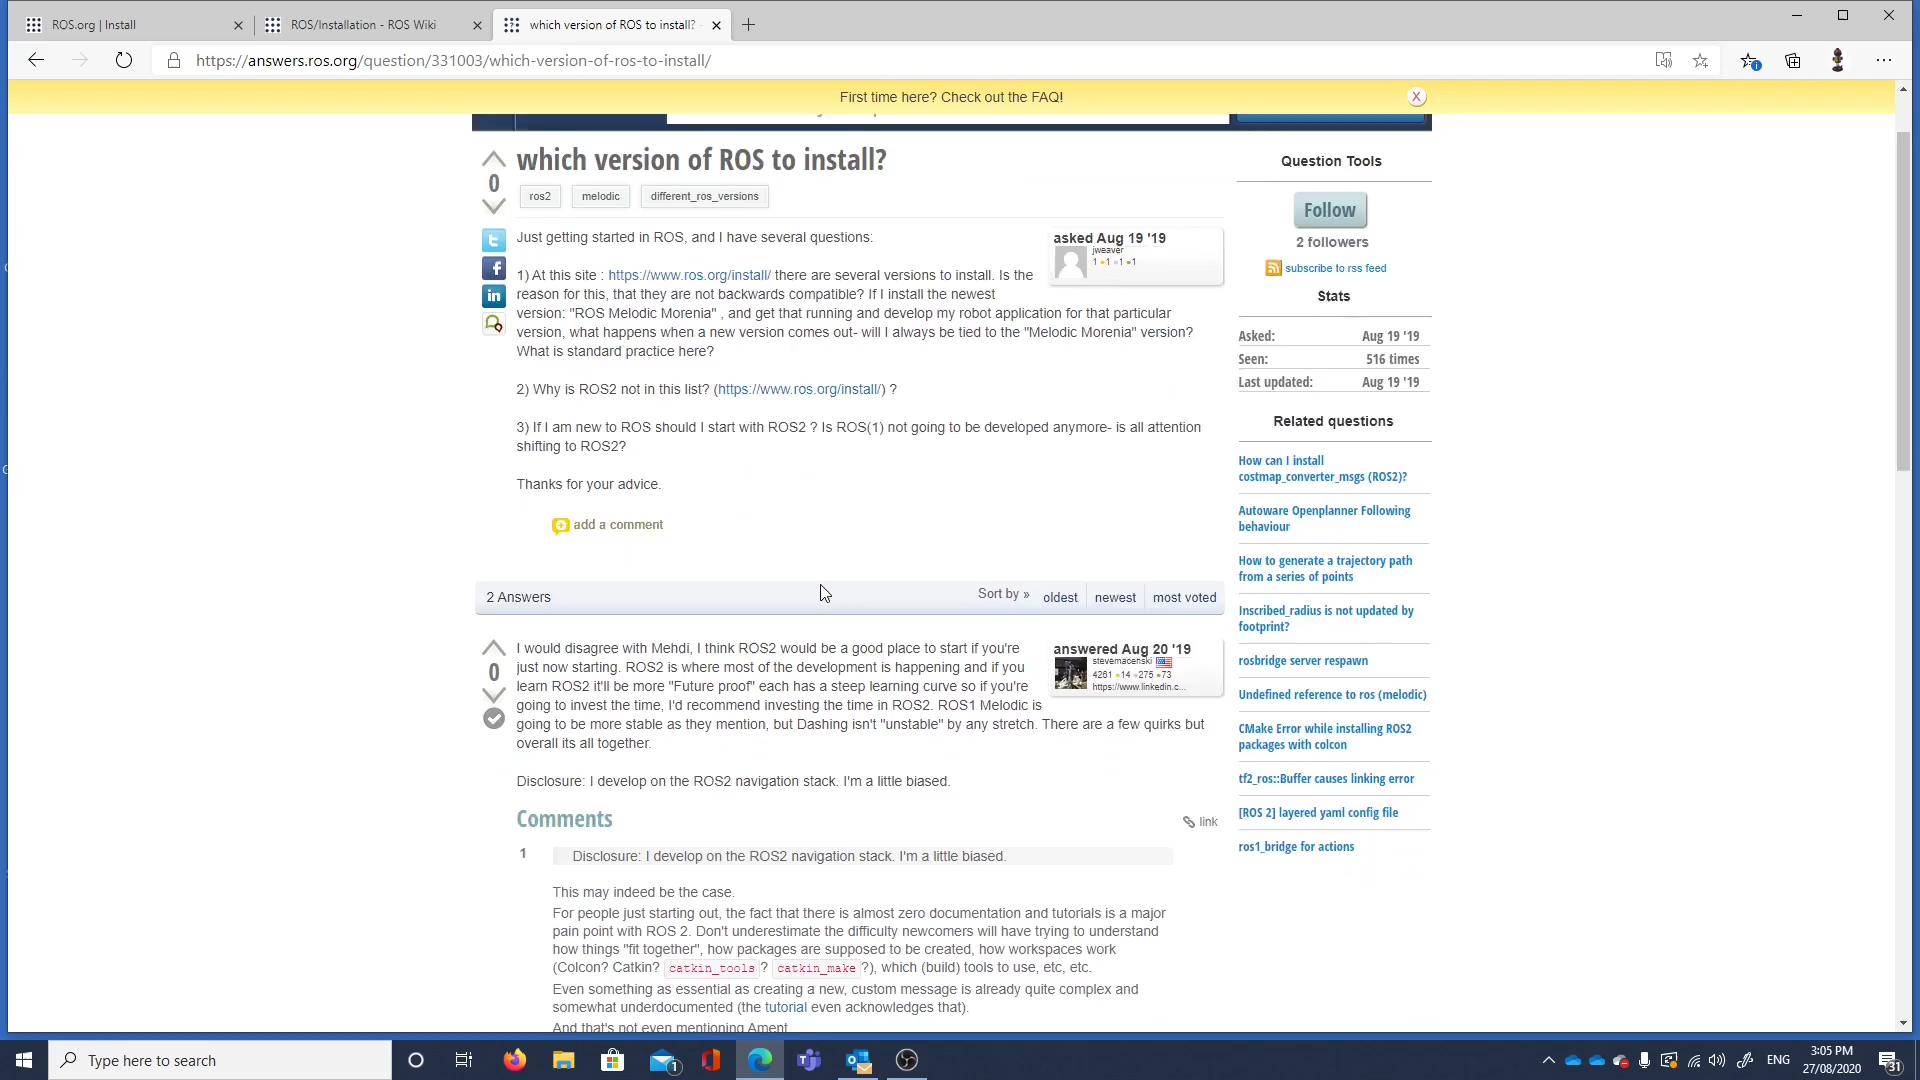 ROS.org | Install
ROS/Installation - ROS Wiki
which version of ROS to install? -
https://answers.ros.org/question/331003/which-version-of-ros-to-install/
First time here? Check out the FAQ!
X
which version of ROS to install?
0
ros2 melodic different_ros_versions
Just getting started in ROS, and I have several questions:
asked Aug 19 '19
jweaver
1 1 1 1
1) At this site : https://www.ros.org/install/ there are several versions to install. Is the
reason for this, that they are not backwards compatible? If I install the newest
version: "ROS Melodic Morenia" , and get that running and develop my robot application for that particular
version, what happens when a new version comes out- will I always be tied to the "Melodic Morenia" version?
What is standard practice here?
2) Why is ROS2 not in this list? (https://www.ros.org/install/) ?
3) If I am new to ROS should I start with ROS2 ? Is ROS(1) not going to be developed anymore- is all attention
shifting to ROS2?
Thanks for your advice.
add a comment
2 Answers
Sort by » oldest newest most voted
0
I would disagree with Mehdi, I think ROS2 would be a good place to start if you're
just now starting. ROS2 is where most of the development is happening and if you
learn ROS2 it'll be more "Future proof" each has a steep learning curve so if you're
going to invest the time, I'd recommend investing the time in ROS2. ROS1 Melodic is
going to be more stable as they mention, but Dashing isn't "unstable" by any stretch. There are a few quirks but
overall its all together.
answered Aug 20 '19
stevemacenski
4261 14 275 73
https://www.linkedin.c...
Disclosure: I develop on the ROS2 navigation stack. I'm a little biased.
Comments
link
1
Disclosure: I develop on the ROS2 navigation stack. I'm a little biased.
This may indeed be the case.
For people just starting out, the fact that there is almost zero documentation and tutorials is a major
pain point with ROS 2. Don't underestimate the difficulty newcomers will have trying to understand
how things "fit together", how packages are supposed to be created, how workspaces work
(Colcon? Catkin? catkin_tools ? catkin_make ?), which (build) tools to use, etc, etc.
Even something as essential as creating a new, custom message is already quite complex and
somewhat underdocumented (the tutorial even acknowledges that).
And that's not even mentioning Ament
Question Tools
Follow
2 followers
subscribe to rss feed
Stats
Asked: Aug 19 '19
Seen: 516 times
Last updated: Aug 19 '19
Related questions
How can I install
costmap_converter_msgs (ROS2)?
Autoware Openplanner Following
behaviour
How to generate a trajectory path
from a series of points
Inscribed_radius is not updated by
footprint?
rosbridge server respawn
Undefined reference to ros (melodic)
CMake Error while installing ROS2
packages with colcon
tf2_ros::Buffer causes linking error
[ROS 2] layered yaml config file
ros1_bridge for actions
Type here to search
1
ENG
3:05 PM
27/08/2020
31